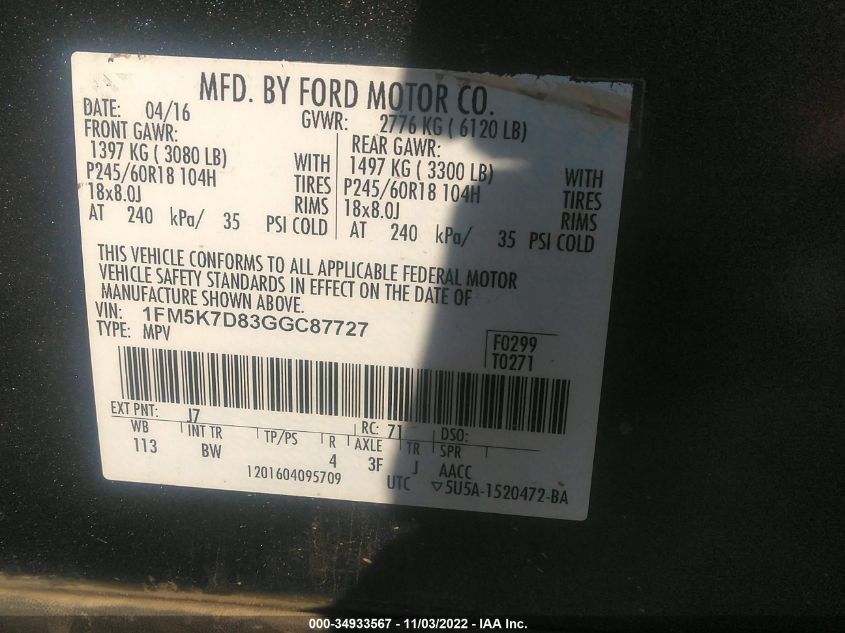 MFD. BY FORD MOTOR CO.
DATE: 04/16 GVWR: 2776 KG ( 6120 LB)
FRONT GAWR: REAR GAWR:
1397 KG ( 3080 LB) WITH 1497 KG ( 3300 LB) WITH
P245/60R18 104H TIRES P245/60R18 104H TIRES
18x8.0J RIMS 18x8.0J RIMS
AT 240 kPa/ 35 PSI COLD AT 240 kPa/ 35 PSI COLD
THIS VEHICLE CONFORMS TO ALL APPLICABLE FEDERAL MOTOR
VEHICLE SAFETY STANDARDS IN EFFECT ON THE DATE OF
MANUFACTURE SHOWN ABOVE.
VIN: 1FM5K7D83GGC87727
TYPE: MPV
F0299
T0271
EXT PNT: J7 RC: 71 DSO:
WB INT TR TP/PS R AXLE TR SPR
113 BW 4 3F J AACC
1201604095709 UTC ▽5U5A-1520472-BA
000-34933567 - 11/03/2022 - IAA Inc.